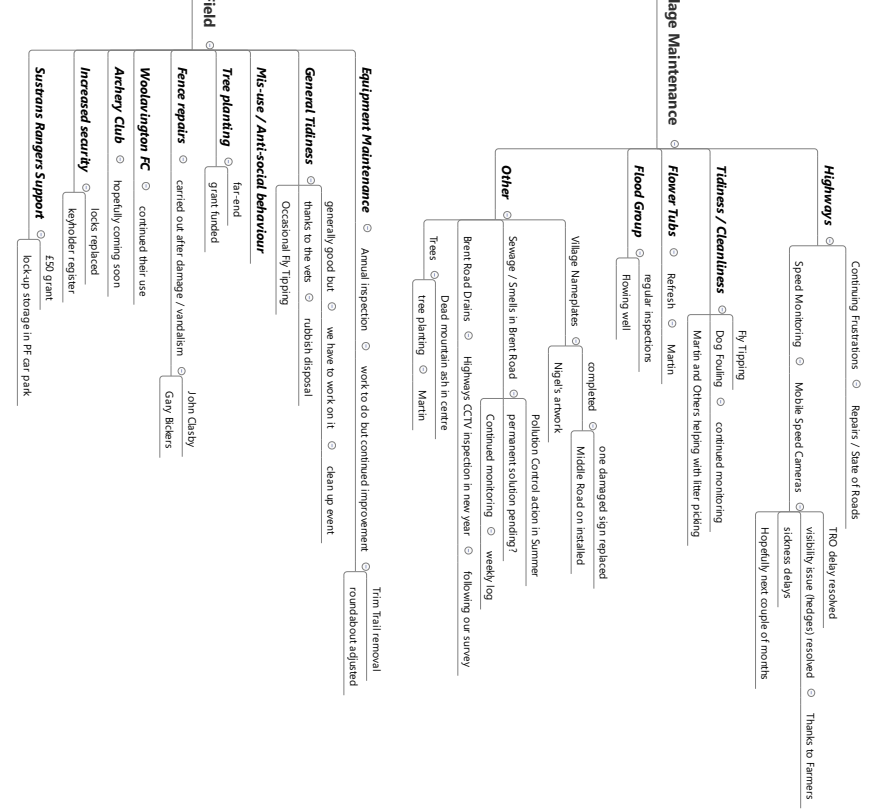 lage Maintenance
Highways
Continuing Frustrations
Repairs / State of Roads
Speed Monitoring
Mobile Speed Cameras
TRO delay resolved
visibility issue (hedges) resolved
Thanks to Farmers
sickness delays
Hopefully next couple of months
Tidiness / Cleanliness
Fly Tipping
Dog Fouling
continued monitoring
Martin and Others helping with litter picking
Flower Tubs
Refresh
Martin
Flood Group
regular inspections
Flowing well
Other
Village Nameplates
completed
one damaged sign replaced
Middle Road on installed
Nigel's artwork
Sewage / Smells in Brent Road
Pollution Control action in Summer
permanent solution pending?
Continued monitoring
weekly log
Brent Road Drains
Highways CCTV inspection in new year
following our survey
Trees
Dead mountain ash in centre
tree planting
Martin
ield
Equipment Maintenance
Annual inspection
work to do but continued improvement
Trim Trail removal
roundabout adjusted
General Tidiness
generally good but
we have to work on it
clean up event
thanks to the vets
rubbish disposal
Occasional Fly Tipping
Mis-use / Anti-social behaviour
Tree planting
far-end
grant funded
Fence repairs
carried out after damage / vandalism
John Clasby
Gary Bickers
Woolavington FC
continued their use
Archery Club
hopefully coming soon
Increased security
locks replaced
keyholder register
Sustrans Rangers Support
£50 grant
lock-up storage in PF car park